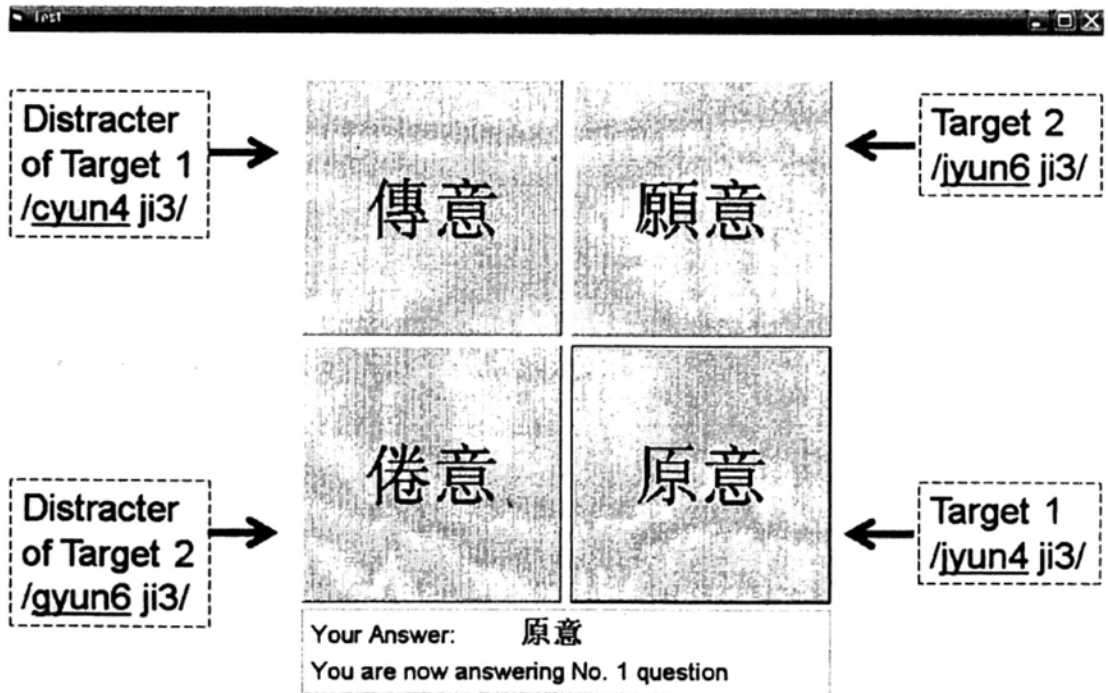 Test
Distracter
of Target 1
/cyun4 ji3/
傳意
願意
Target 2
/jyun6 ji3/
Distracter
of Target 2
/gyun6 ji3/
倦意
原意
Target 1
/jyun4 ji3/
Your Answer: 原意
You are now answering No. 1 question